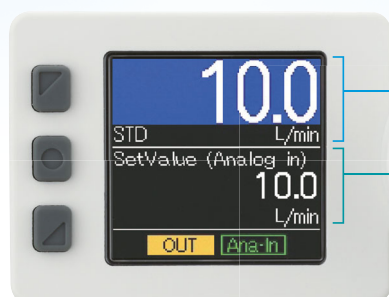 10.0
STD L/min
SetValue (Analog in)
10.0
L/min
OUT Ana-In